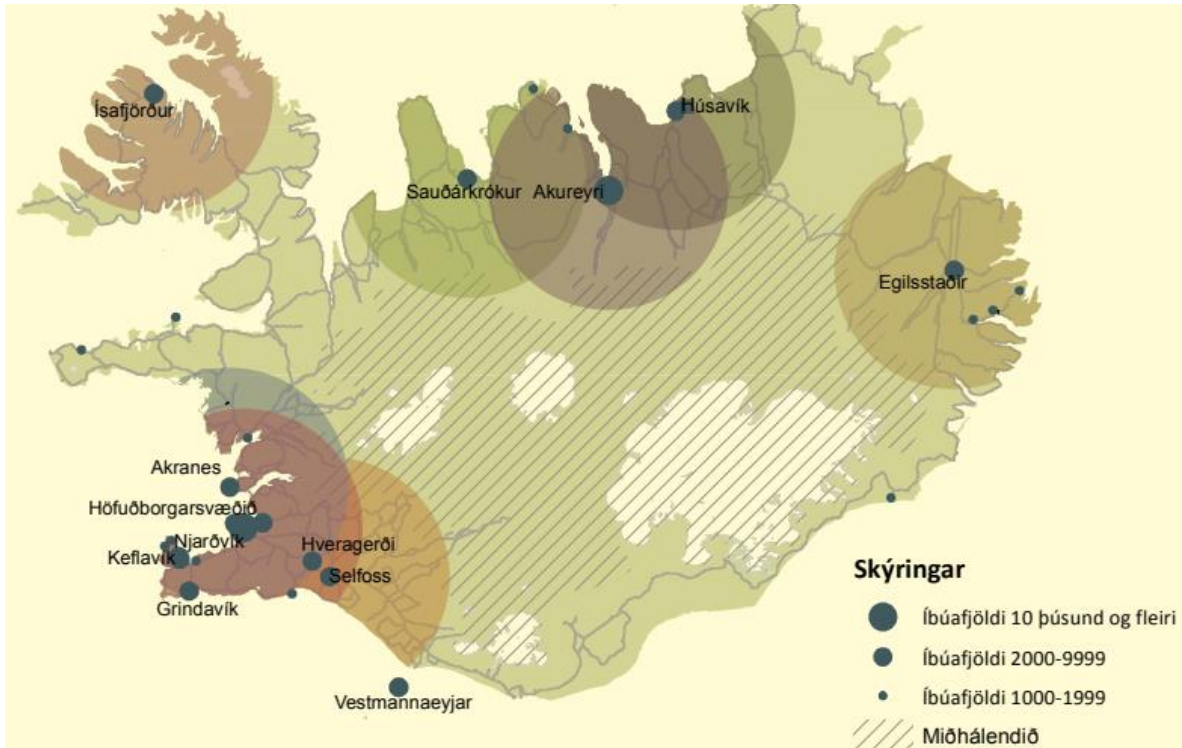 Ísafjörður
Húsavík
Sauðárkrókur
Akureyri
Egilsstaðir
Akranes
Höfuðborgarsvæðið
Njarðvík
Keflavík
Hveragerði
Selfoss
Grindavík
Vestmannaeyjar
Skýringar
Íbúafjöldi 10 þúsund og fleiri
Íbúafjöldi 2000-9999
Íbúafjöldi 1000-1999
Miðhálendið